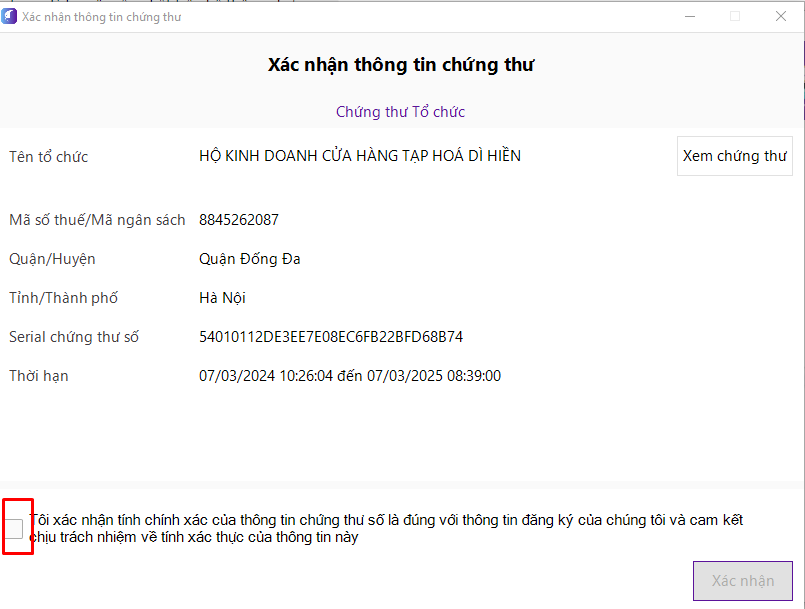 Xác nhận thông tin chứng thư
Xác nhận thông tin chứng thư
Chứng thư Tổ chức
Tên tổ chức HỘ KINH DOANH CỬA HÀNG TẠP HOÁ DÌ HIỀN Xem chứng thư
Mã số thuế/Mã ngân sách 8845262087
Quận/Huyện Quận Đống Đa
Tỉnh/Thành phố Hà Nội
Serial chứng thư số 54010112DE3EE7E08EC6FB22BFD68B74
Thời hạn 07/03/2024 10:26:04 đến 07/03/2025 08:39:00
Tôi xác nhận tính chính xác của thông tin chứng thư số là đúng với thông tin đăng ký của chúng tôi và cam kết
chịu trách nhiệm về tính xác thực của thông tin này
Xác nhận